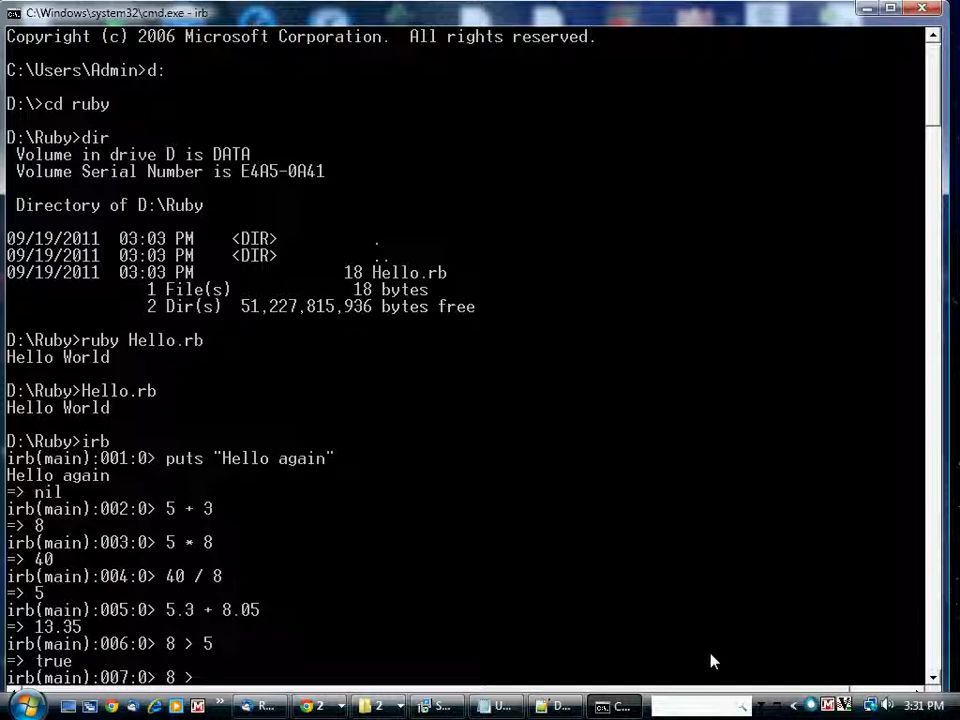 C:\Windows\system32\cmd.exe - irb
Copyright (c) 2006 Microsoft Corporation.  All rights reserved.
C:\Users\Admin>d:
D:\>cd ruby
D:\Ruby>dir
 Volume in drive D is DATA
 Volume Serial Number is E4A5-0A41
 Directory of D:\Ruby
09/19/2011  03:03 PM    <DIR>          .
09/19/2011  03:03 PM    <DIR>          ..
09/19/2011  03:03 PM                18 Hello.rb
               1 File(s)             18 bytes
               2 Dir(s)  51,227,815,936 bytes free
D:\Ruby>ruby Hello.rb
Hello World
D:\Ruby>Hello.rb
Hello World
D:\Ruby>irb
irb(main):001:0> puts "Hello again"
Hello again
=> nil
irb(main):002:0> 5 + 3
=> 8
irb(main):003:0> 5 * 8
=> 40
irb(main):004:0> 40 / 8
=> 5
irb(main):005:0> 5.3 + 8.05
=> 13.35
irb(main):006:0> 8 > 5
=> true
irb(main):007:0> 8 >
R... 2 2 S... U... D... C... 3:31 PM